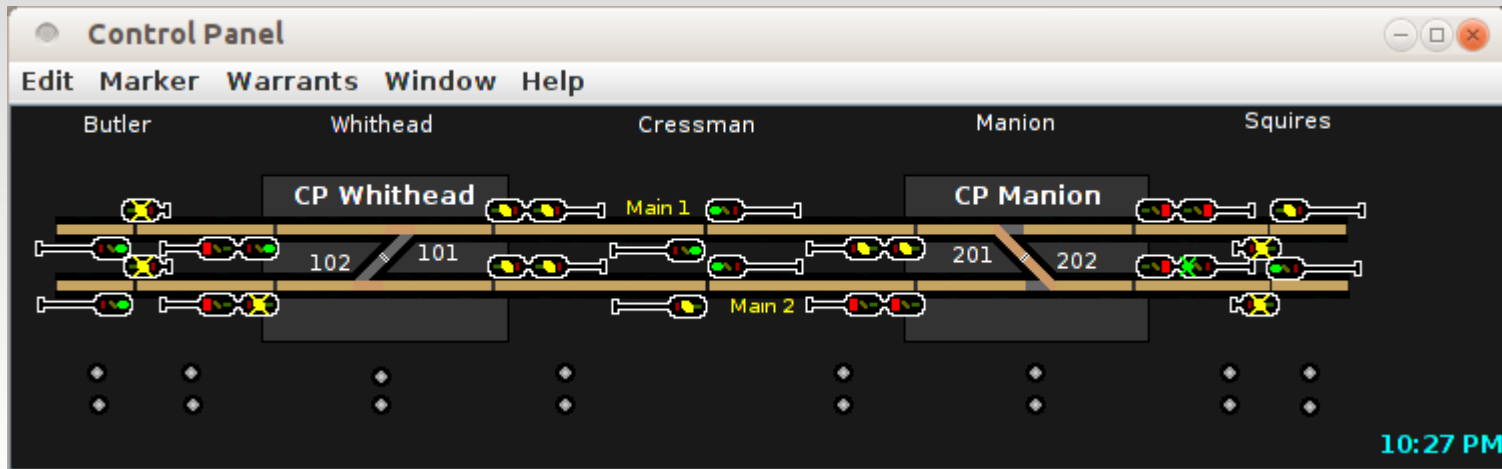 Control Panel
Edit Marker Warrants Window Help
Butler Whithead Cressman Manion Squires
CP Whithead Main 1 CP Manion
102 101 201 202
Main 2
10:27 PM